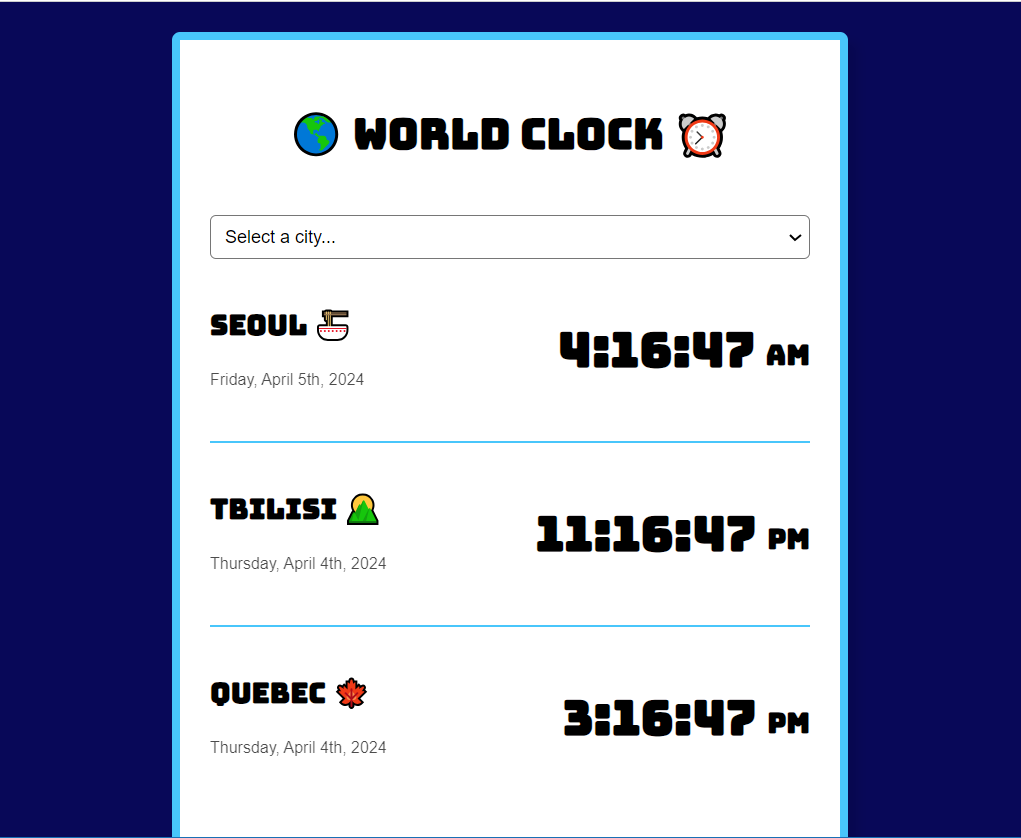 WORLD CLOCK
Select a city...
SEOUL
4:16:47 AM
Friday, April 5th, 2024
TBILISI
11:16:47 PM
Thursday, April 4th, 2024
QUEBEC
3:16:47 PM
Thursday, April 4th, 2024